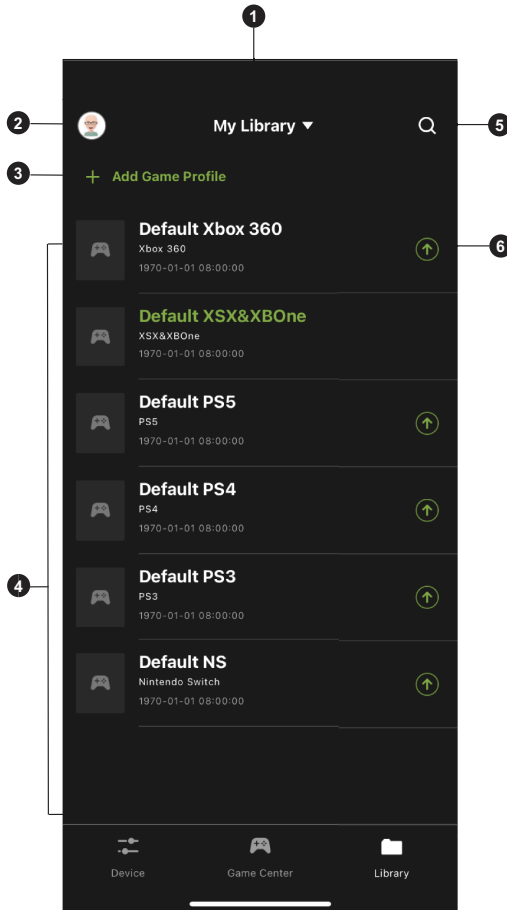 1
2
My Library
5
3
+ Add Game Profile
Default Xbox 360
Xbox 360
1970-01-01 08:00:00
6
Default XSX&XBOne
XSX&XBOne
1970-01-01 08:00:00
Default PS5
PS5
1970-01-01 08:00:00
Default PS4
PS4
1970-01-01 08:00:00
4
Default PS3
PS3
1970-01-01 08:00:00
Default NS
Nintendo Switch
1970-01-01 08:00:00
Device
Game Center
Library